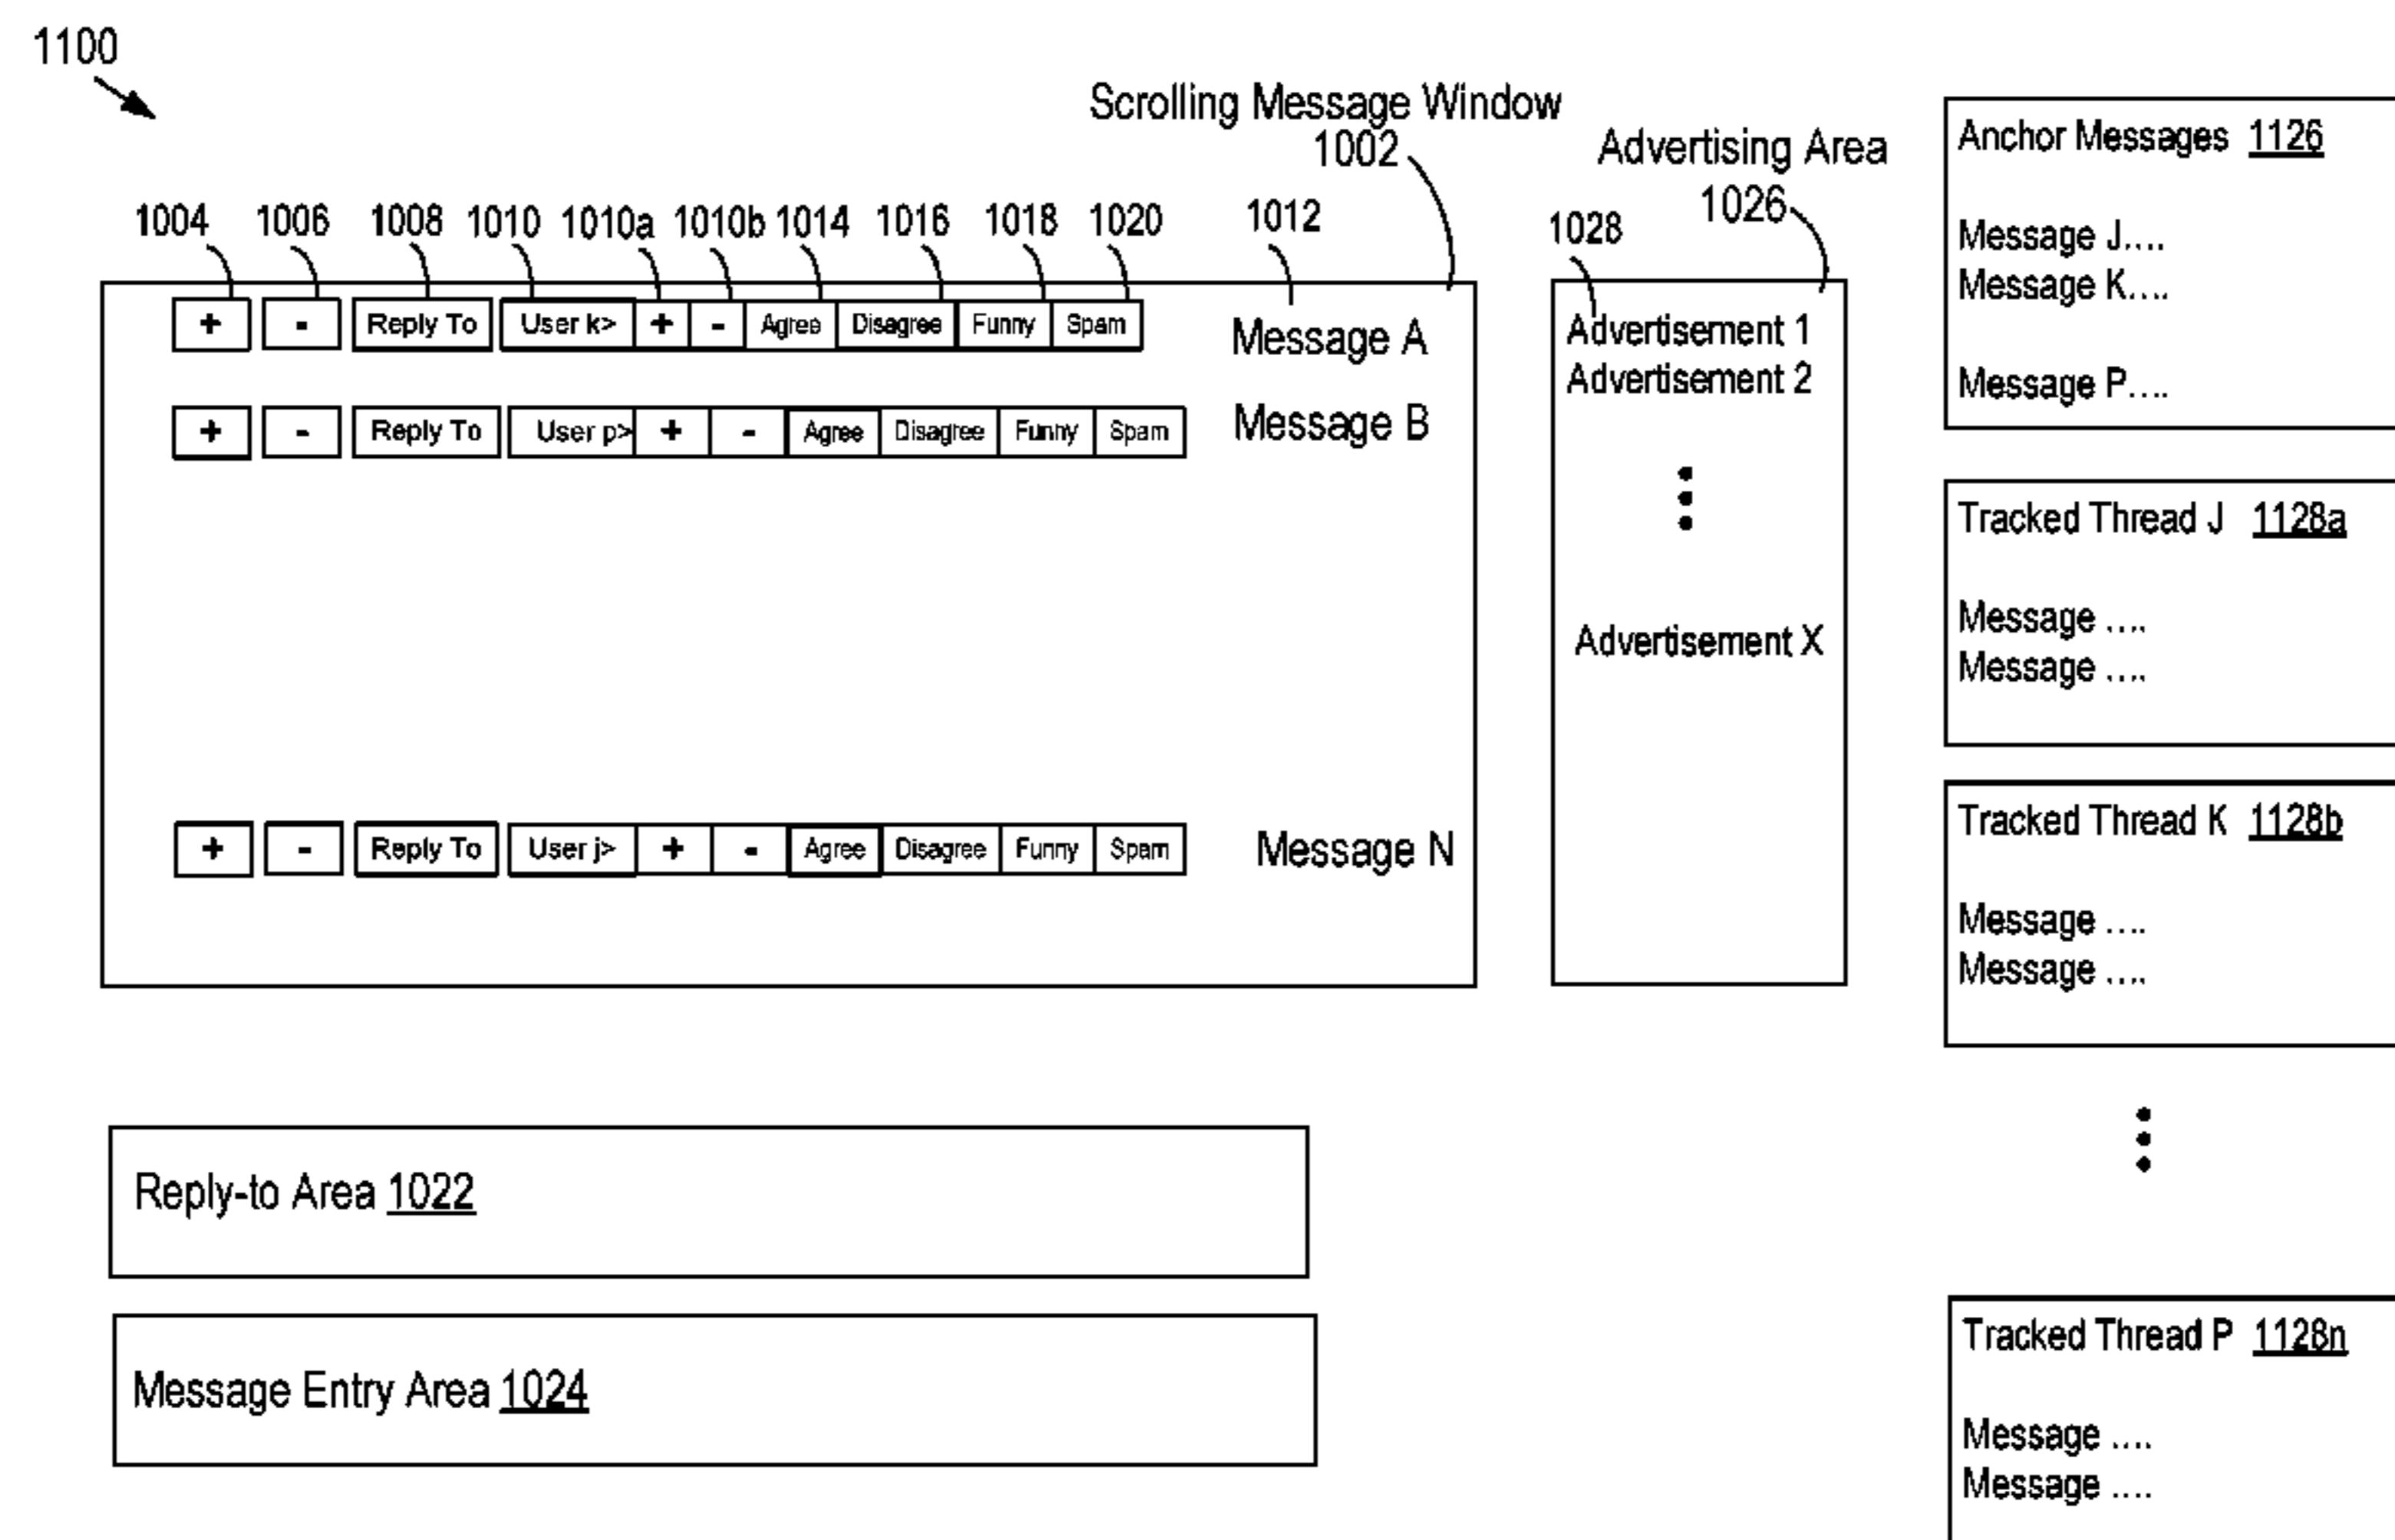 1100
Scrolling Message Window
1002
Advertising Area
1026
1004 1006 1008 1010 1010a 1010b 1014 1016 1018 1020 1012
1028
+ - Reply To User k> + - Agree Disagree Funny Spam Message A
+ - Reply To User p> + - Agree Disagree Funny Spam Message B
+ - Reply To User j> + - Agree Disagree Funny Spam Message N
Advertisement 1
Advertisement 2
Advertisement X
Reply-to Area 1022
Message Entry Area 1024
Anchor Messages 1126
Message J....
Message K....
Message P....
Tracked Thread J 1128a
Message ....
Message ....
Tracked Thread K 1128b
Message ....
Message ....
Tracked Thread P 1128n
Message ....
Message ....